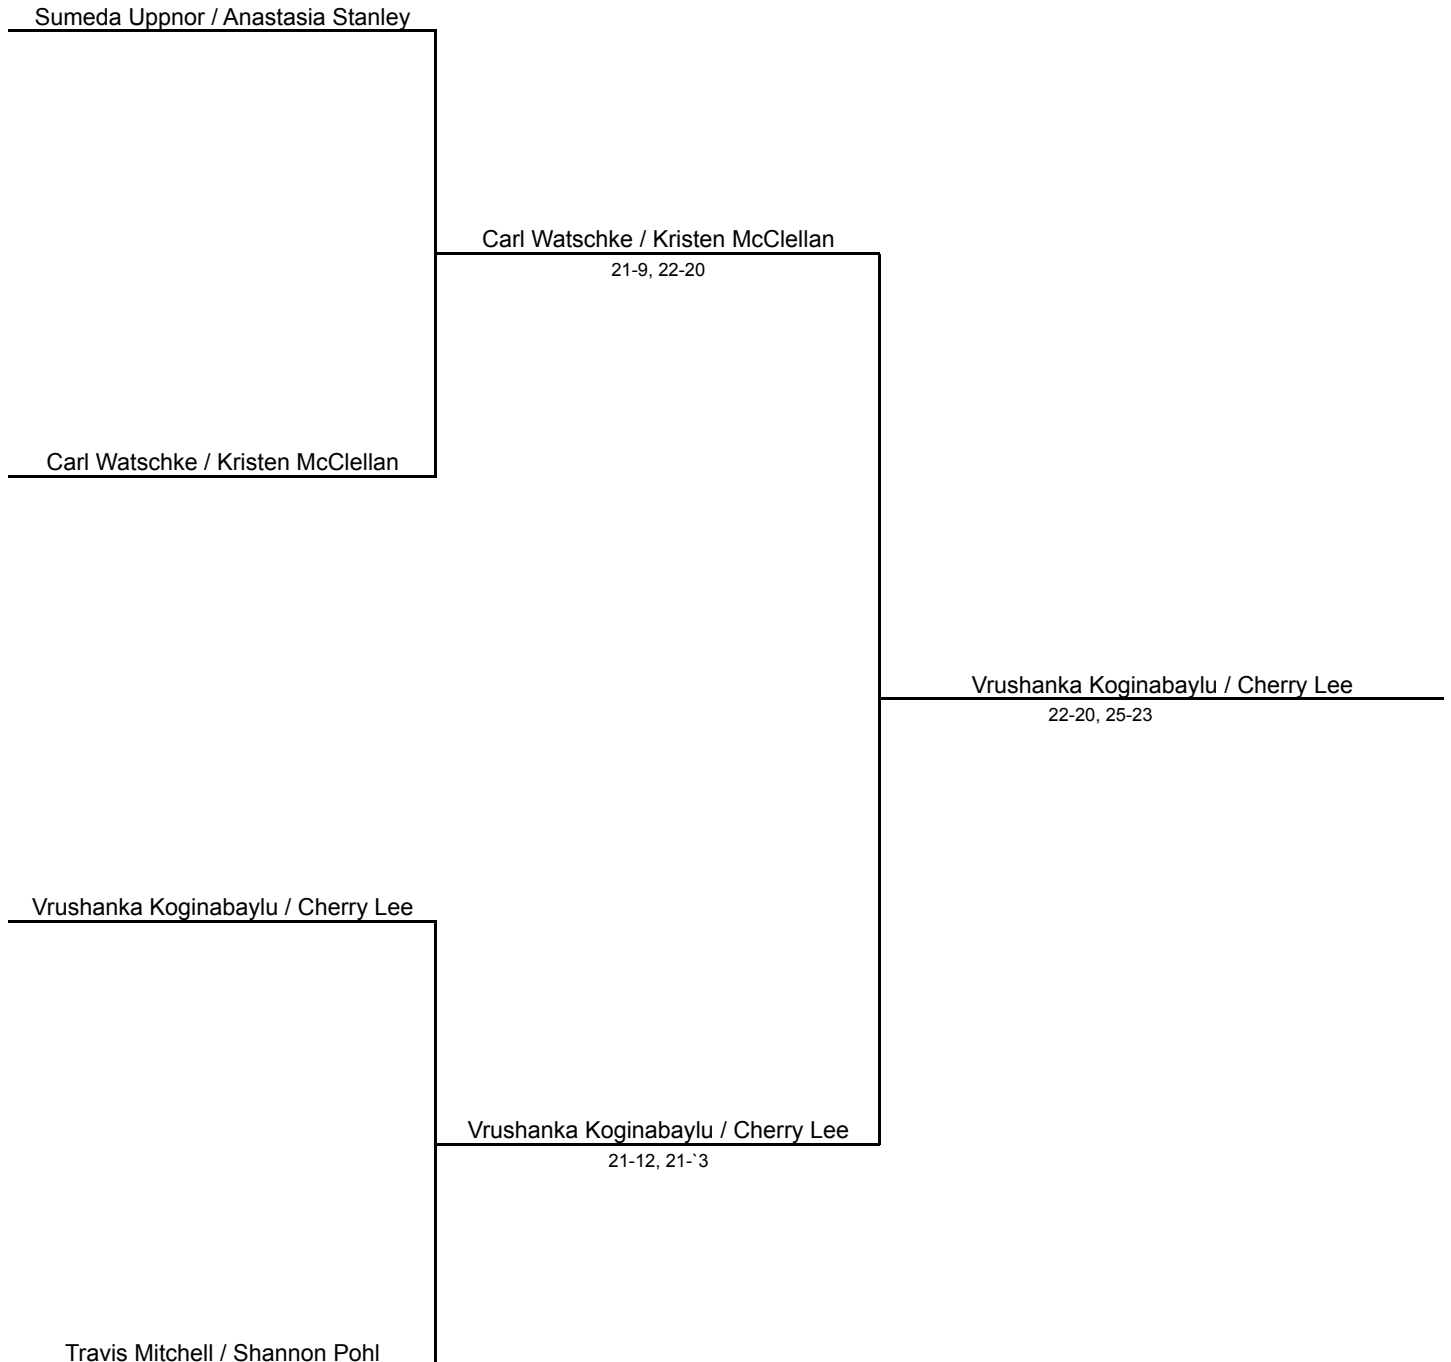 Sumeda Uppnor / Anastasia Stanley
Carl Watschke / Kristen McClellan
21-9, 22-20
Carl Watschke / Kristen McClellan
Vrushanka Koginabaylu / Cherry Lee
22-20, 25-23
Vrushanka Koginabaylu / Cherry Lee
Vrushanka Koginabaylu / Cherry Lee
21-12, 21-`3
Travis Mitchell / Shannon Pohl